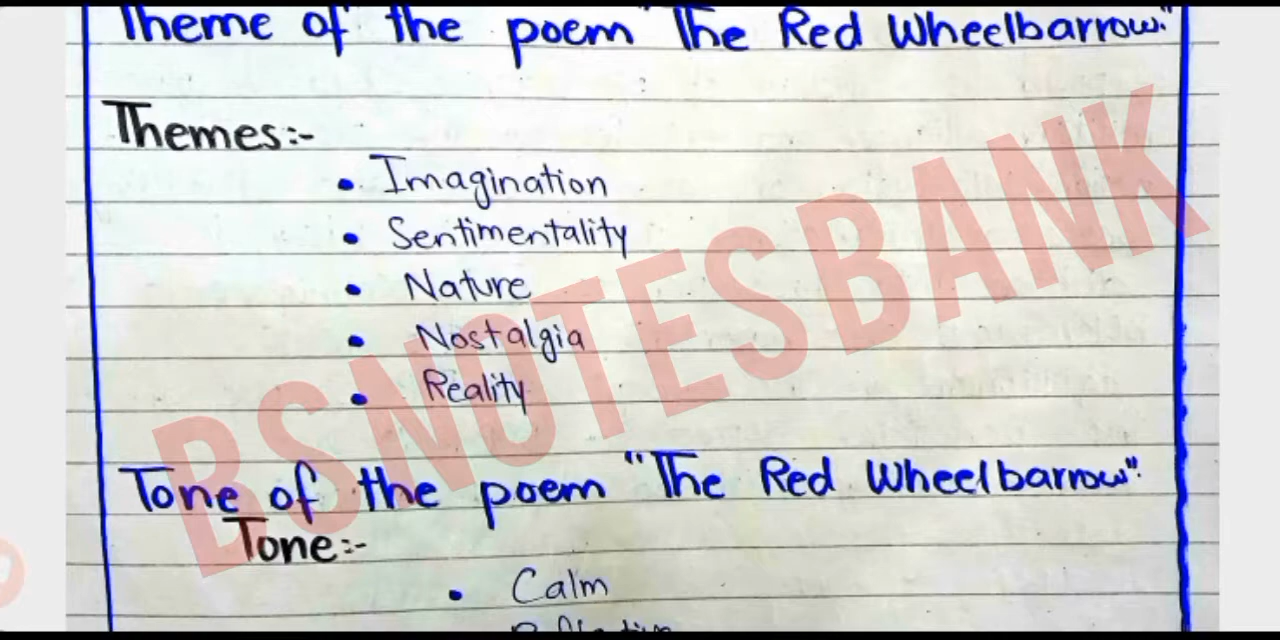 Theme of the poem "The Red Wheelbarrow."
Themes:-
• Imagination
• Sentimentality
• Nature
• Nostalgia
• Reality
Tone of the poem "The Red Wheelbarrow".
Tone:-
• Calm
BSNOTESBANK